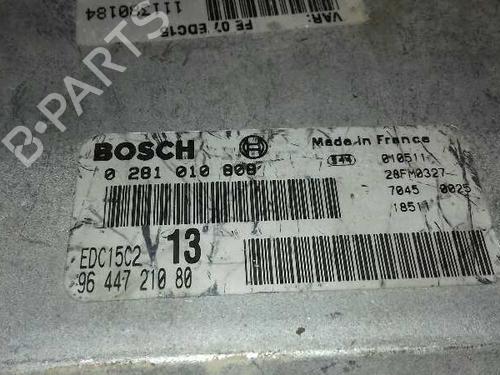 VAR:
FE 07 EDC15
111380184
B-PARTS
BOSCH
Made in France
0 281 010 808
010511
28FM0327
7045 0025
18511
EDC15C2 V 13
96 447 210 80